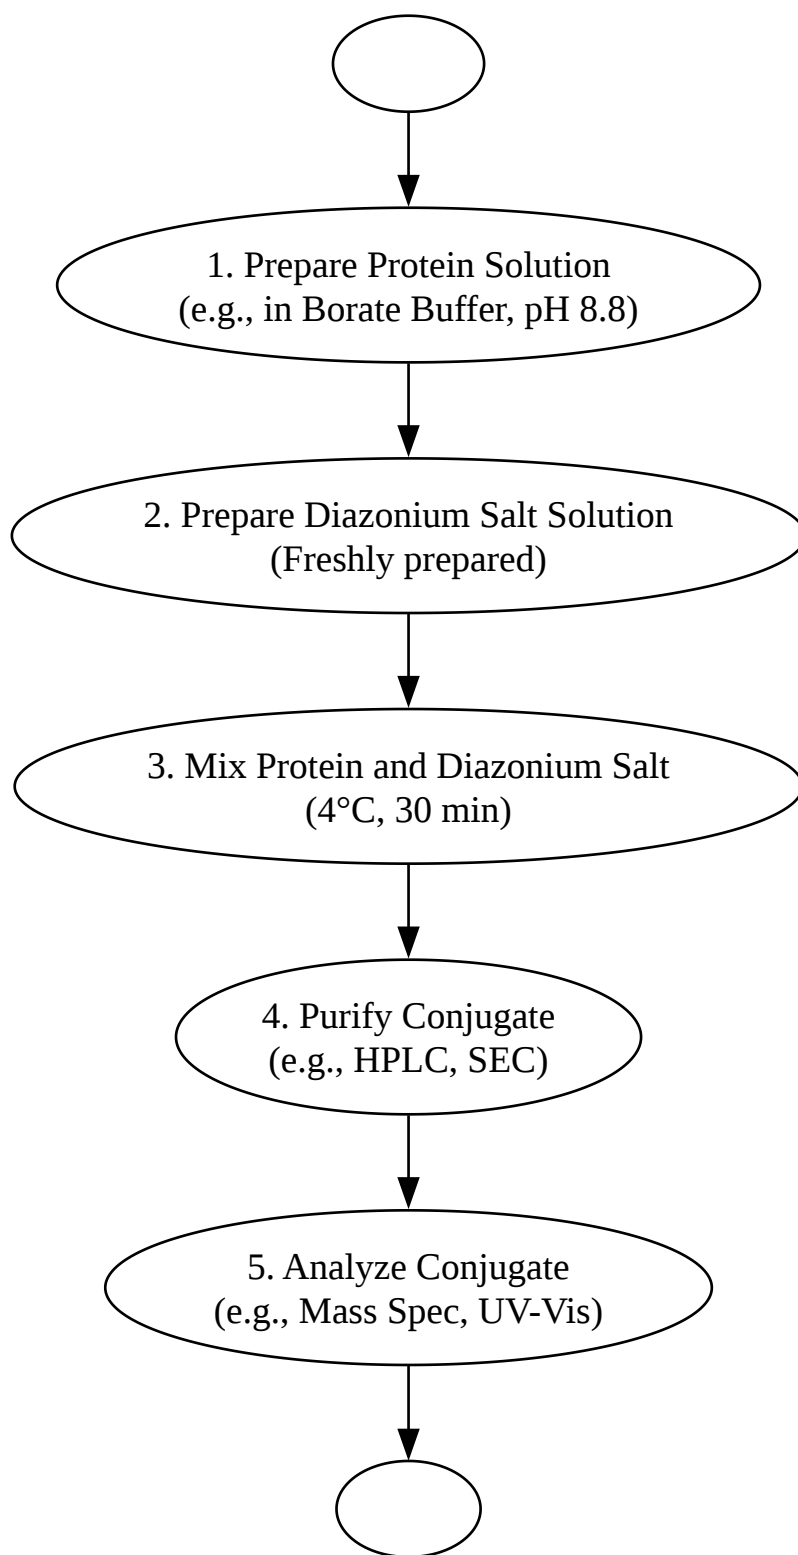 1. Prepare Protein Solution
(e.g., in Borate Buffer, pH 8.8)
2. Prepare Diazonium Salt Solution
(Freshly prepared)
3. Mix Protein and Diazonium Salt
(4°C, 30 min)
4. Purify Conjugate
(e.g., HPLC, SEC)
5. Analyze Conjugate
(e.g., Mass Spec, UV-Vis)